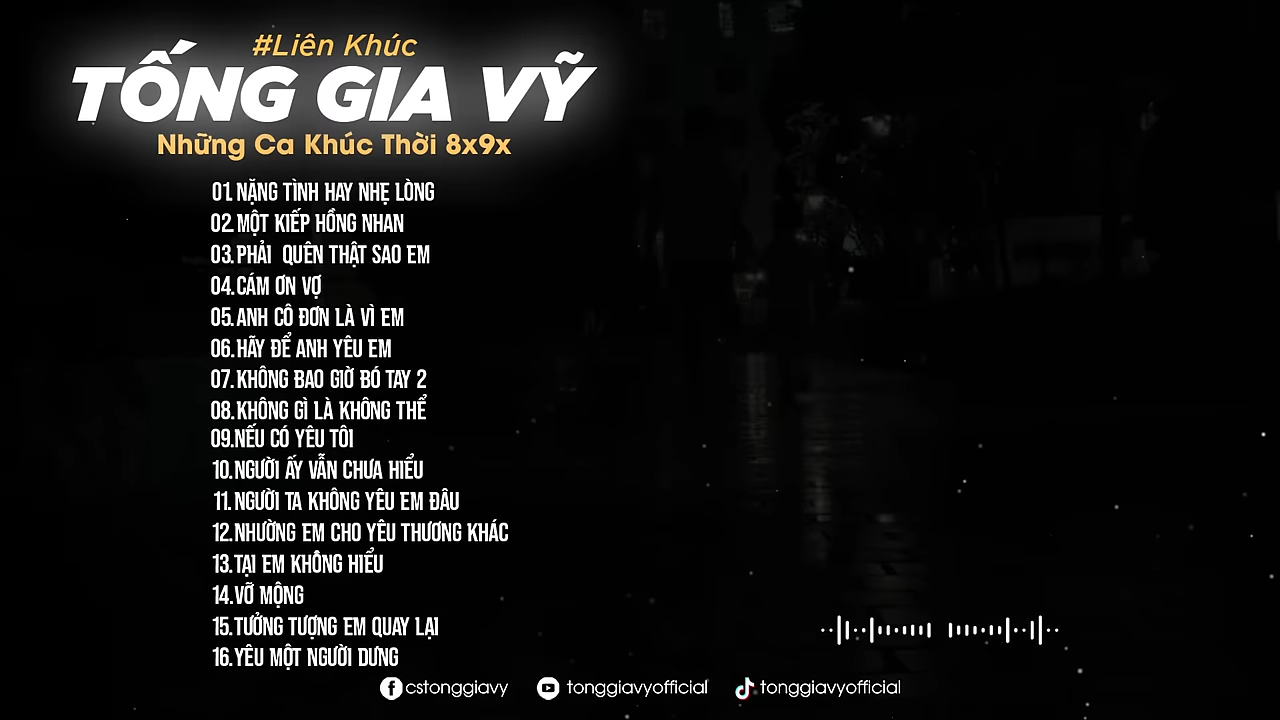 #Liên Khúc
TỐNG GIA VỸ
Những Ca Khúc Thời 8x9x
01.NẶNG TÌNH HAY NHẸ LÒNG
02.MỘT KIẾP HỒNG NHAN
03.PHẢI QUÊN THẬT SAO EM
04.CÁM ƠN VỢ
05.ANH CÔ ĐƠN LÀ VÌ EM
06.HÃY ĐỂ ANH YÊU EM
07.KHÔNG BAO GIỜ BÓ TAY 2
08.KHÔNG GÌ LÀ KHÔNG THỂ
09.NẾU CÓ YÊU TÔI
10.NGƯỜI ẤY VẪN CHƯA HIỂU
11.NGƯỜI TA KHÔNG YÊU EM ĐÂU
12.NHƯỜNG EM CHO YÊU THƯƠNG KHÁC
13.TẠI EM KHÔNG HIỂU
14.VỠ MỘNG
15.TƯỞNG TƯỢNG EM QUAY LẠI
16.YÊU MỘT NGƯỜI DƯNG
cstonggiavy tonggiavyofficial tonggiavyofficial